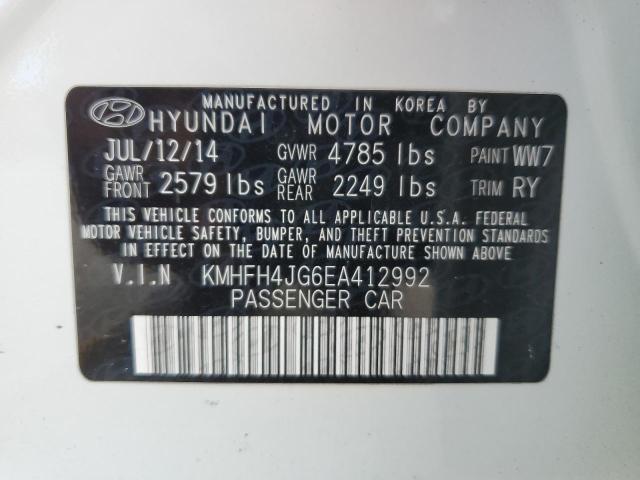 MANUFACTURED IN KOREA BY
HYUNDAI MOTOR COMPANY
JUL/12/14 GVWR 4785 lbs PAINT WW7
GAWR FRONT 2579 lbs GAWR REAR 2249 lbs TRIM RY
THIS VEHICLE CONFORMS TO ALL APPLICABLE U.S.A. FEDERAL
MOTOR VEHICLE SAFETY, BUMPER, AND THEFT PREVENTION STANDARDS
IN EFFECT ON THE DATE OF MANUFACTURE SHOWN ABOVE
V.I.N KMHFH4JG6EA412992
PASSENGER CAR